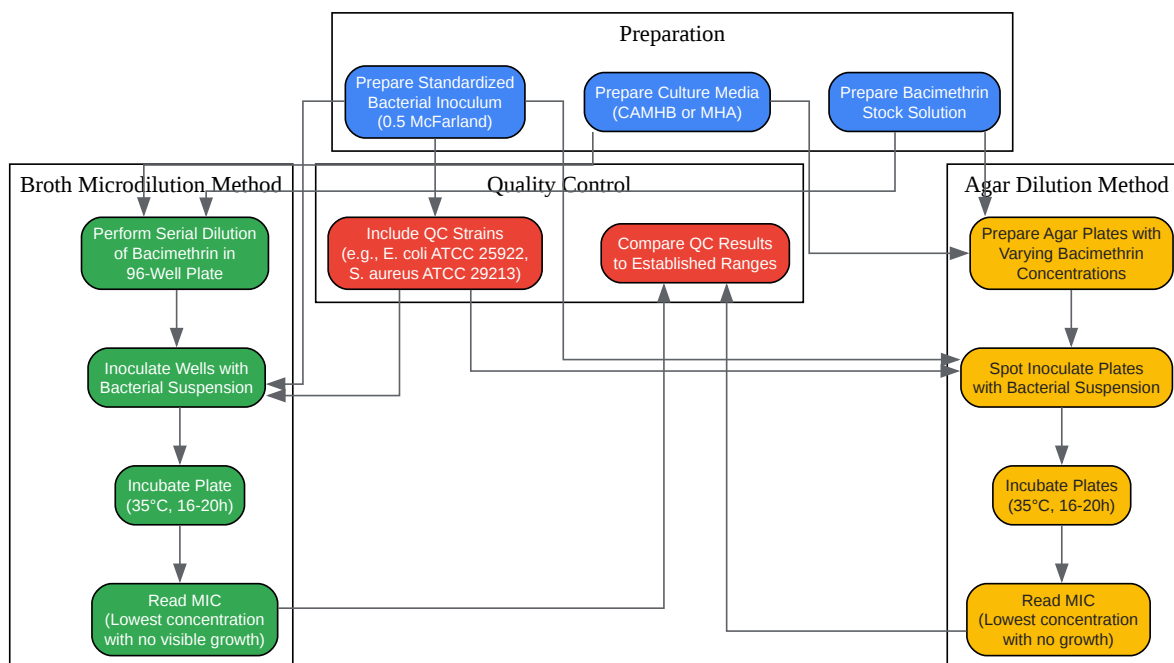 Preparation
Prepare Standardized
Bacterial Inoculum
(0.5 McFarland)
Prepare Culture Media
(CAMHB or MHA)
Prepare Bacimethrin
Stock Solution
Broth Microdilution Method
Perform Serial Dilution
of Bacimethrin in
96-Well Plate
Inoculate Wells with
Bacterial Suspension
Incubate Plate
(35°C, 16-20h)
Read MIC
(Lowest concentration
with no visible growth)
Quality Control
Include QC Strains
(e.g., E. coli ATCC 25922,
S. aureus ATCC 29213)
Compare QC Results
to Established Ranges
Agar Dilution Method
Prepare Agar Plates with
Varying Bacimethrin
Concentrations
Spot Inoculate Plates
with Bacterial Suspension
Incubate Plates
(35°C, 16-20h)
Read MIC
(Lowest concentration
with no growth)